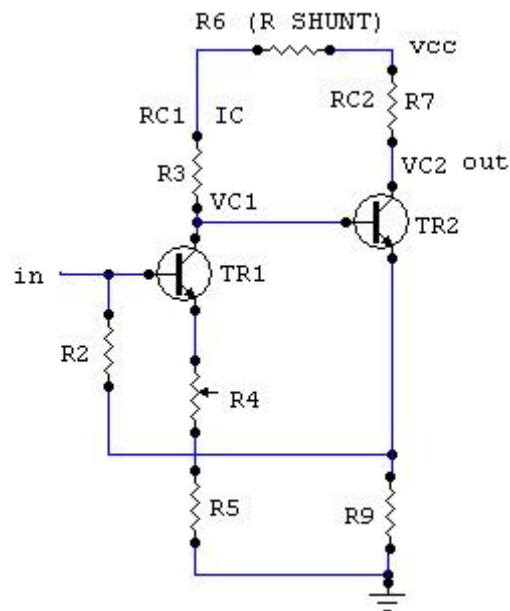 R6 (R SHUNT)
vcc
RC1 IC
RC2 R7
R3
VC1
VC2 out
TR2
in
TR1
R2
R4
R5
R9